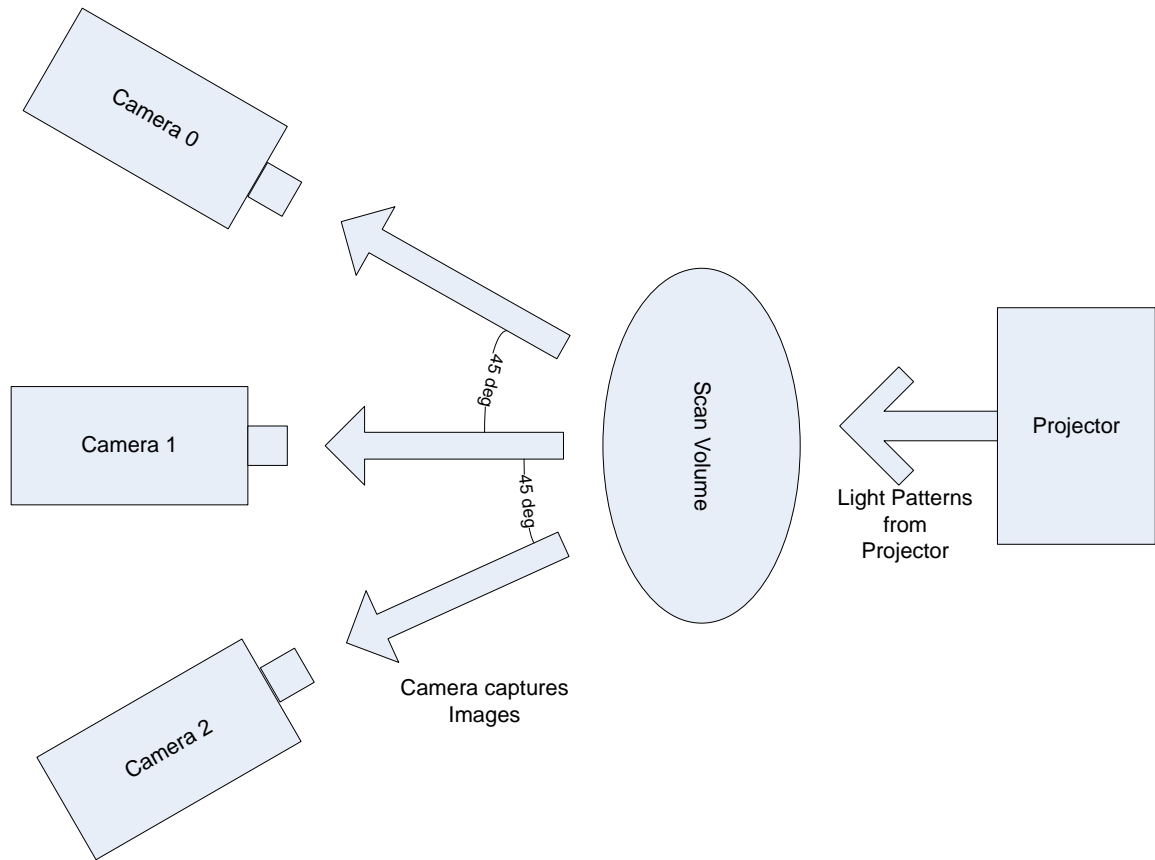 Camera 0
45 deg
Camera 1
45 deg
Scan Volume
Projector
Light Patterns
from
Projector
Camera captures
Images
Camera 2